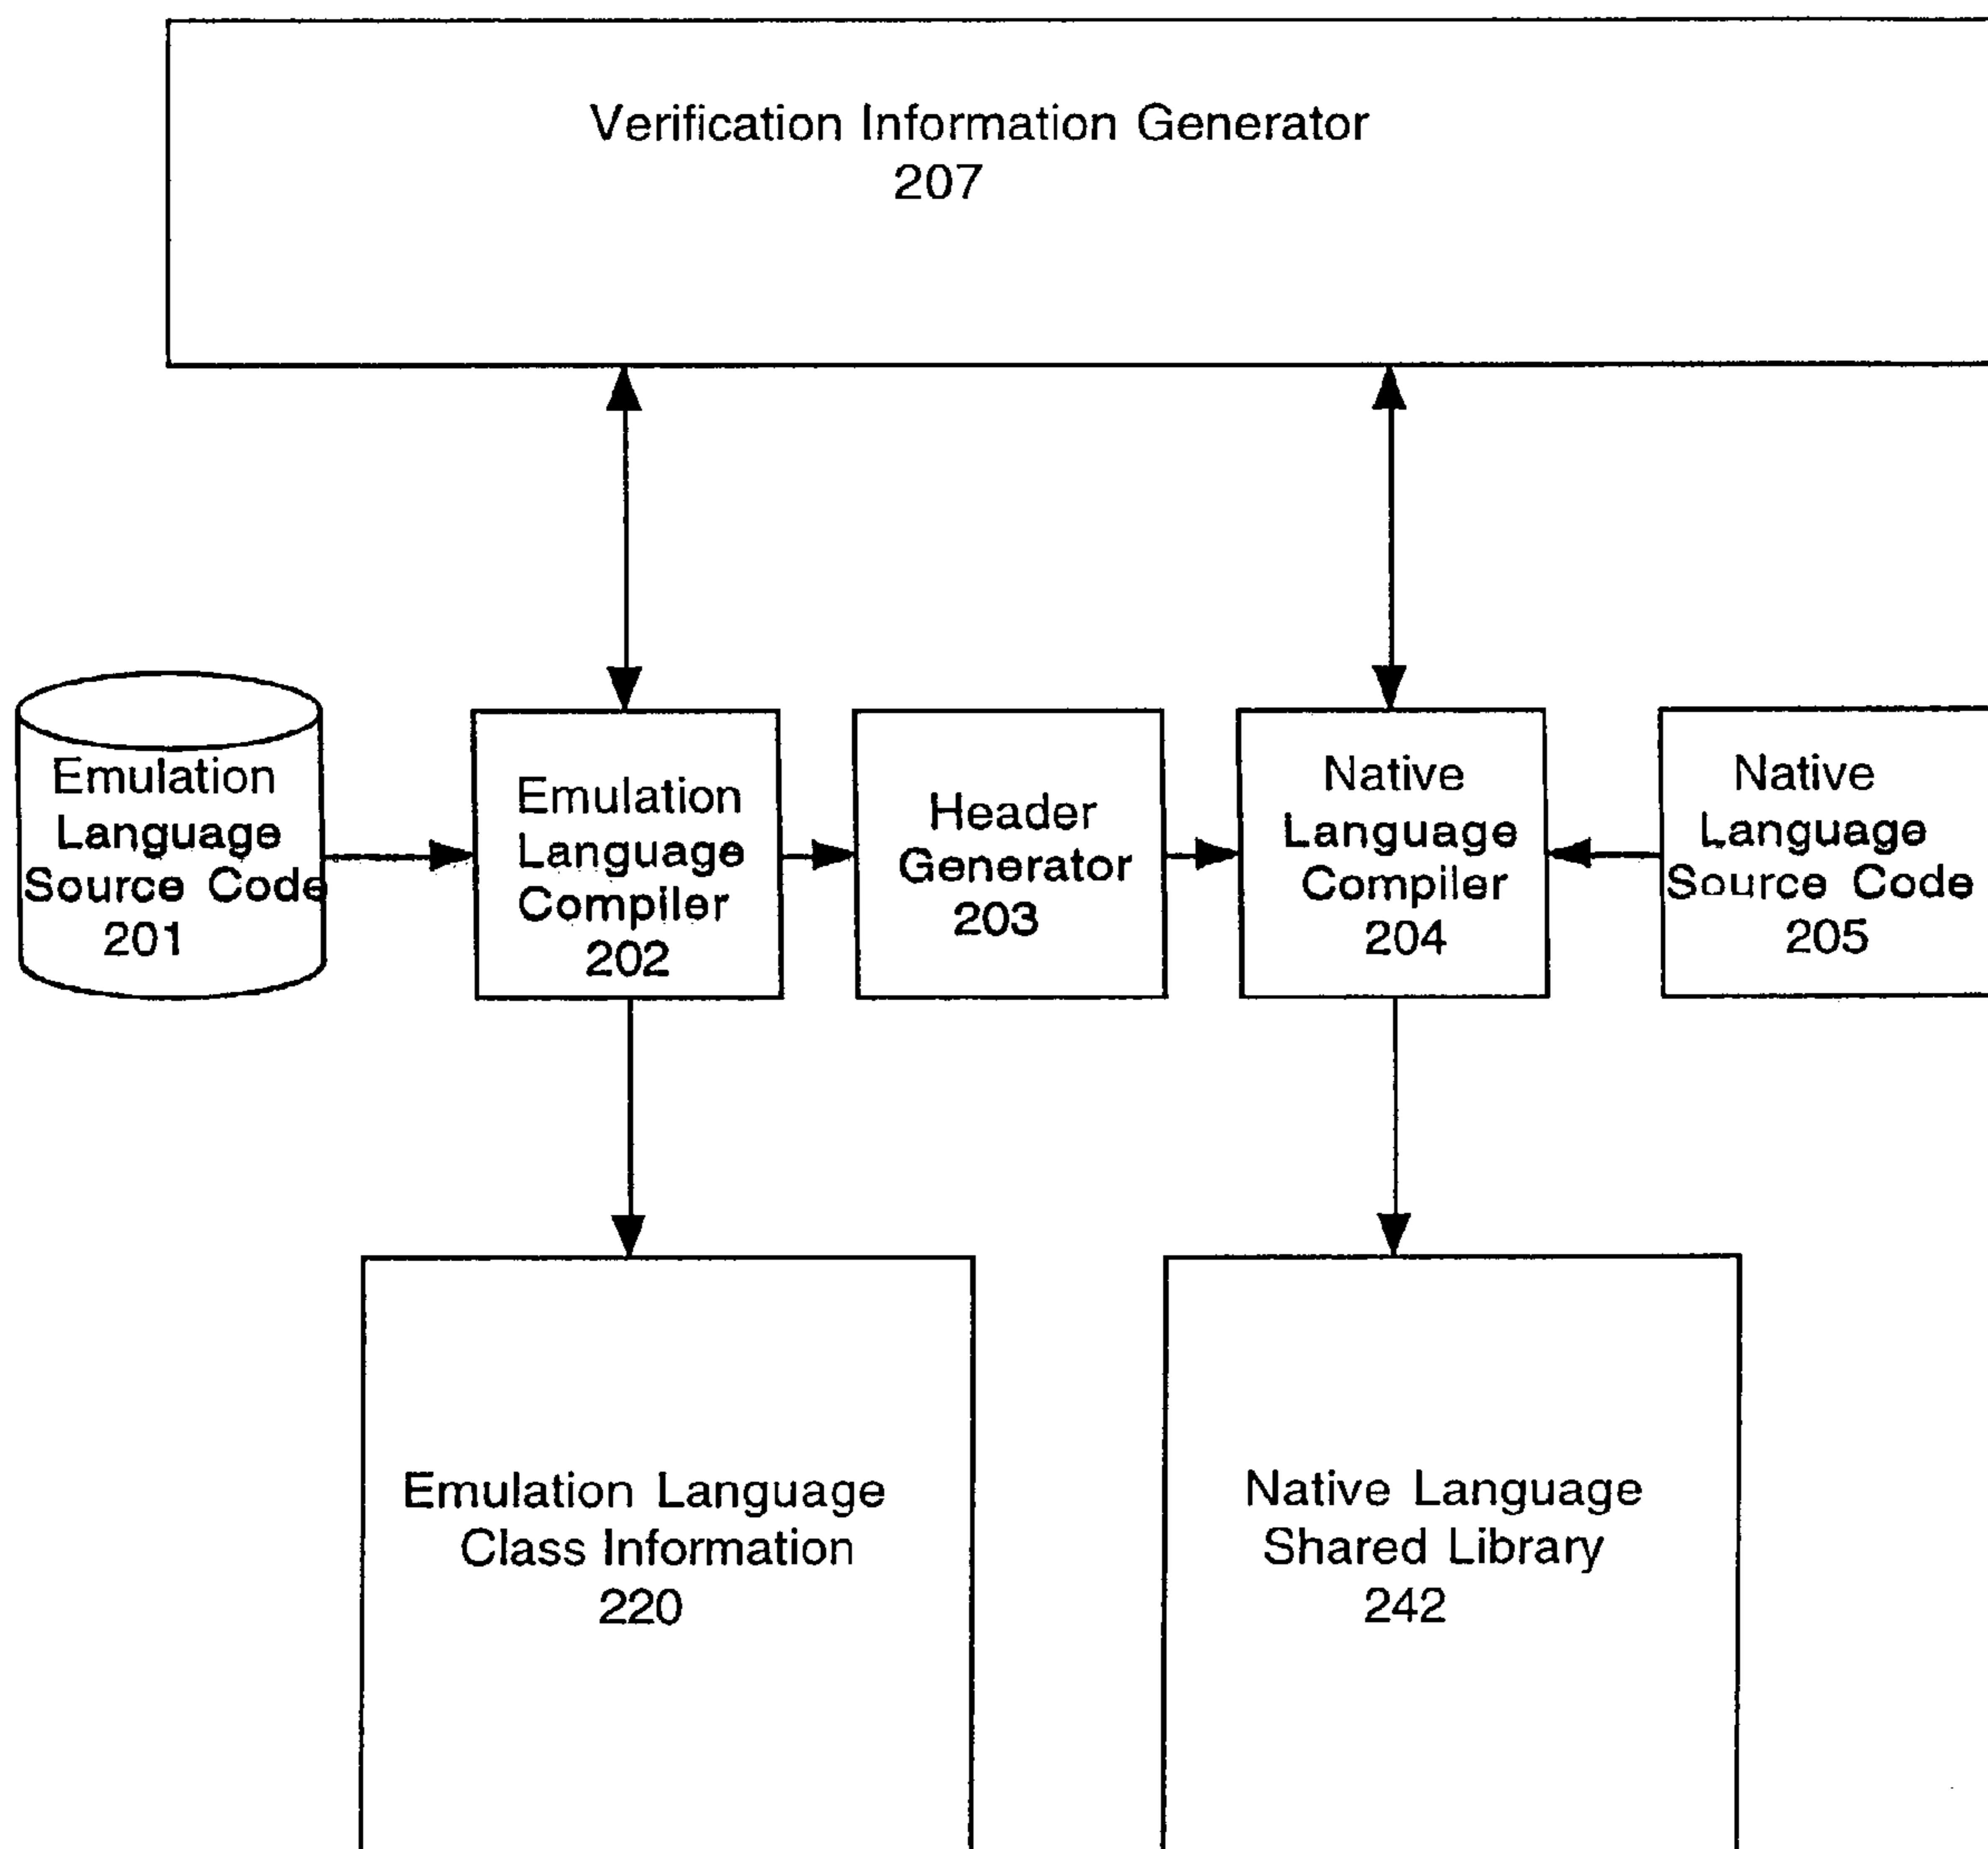 Verification Information Generator
207
Emulation
Language
Source Code
201
Emulation
Language
Compiler
202
Header
Generator
203
Native
Language
Compiler
204
Native
Language
Source Code
205
Emulation Language
Class Information
220
Native Language
Shared Library
242